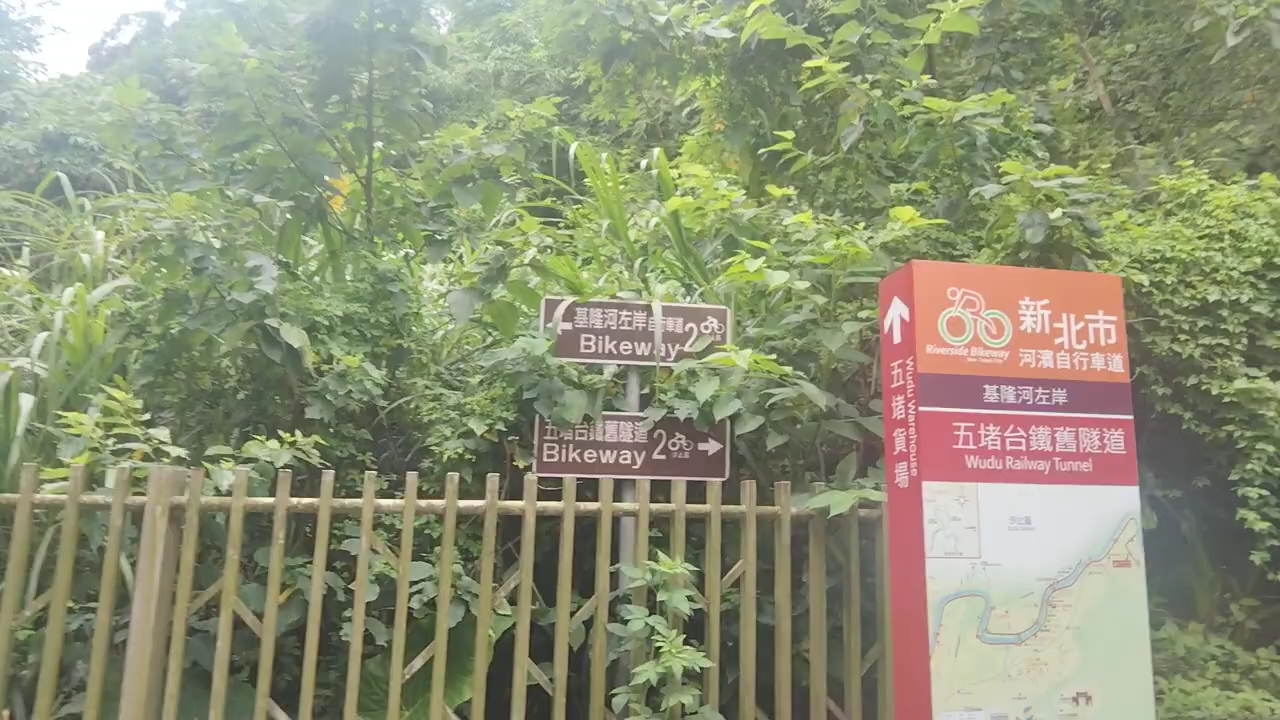 基隆河左岸自行車道
Bikeway 2
五堵台鐵舊隧道
Bikeway 2
五堵貨場
Wudu Warehouse
Riverside Bikeway
新北市
河濱自行車道
基隆河左岸
五堵台鐵舊隧道
Wudu Railway Tunnel